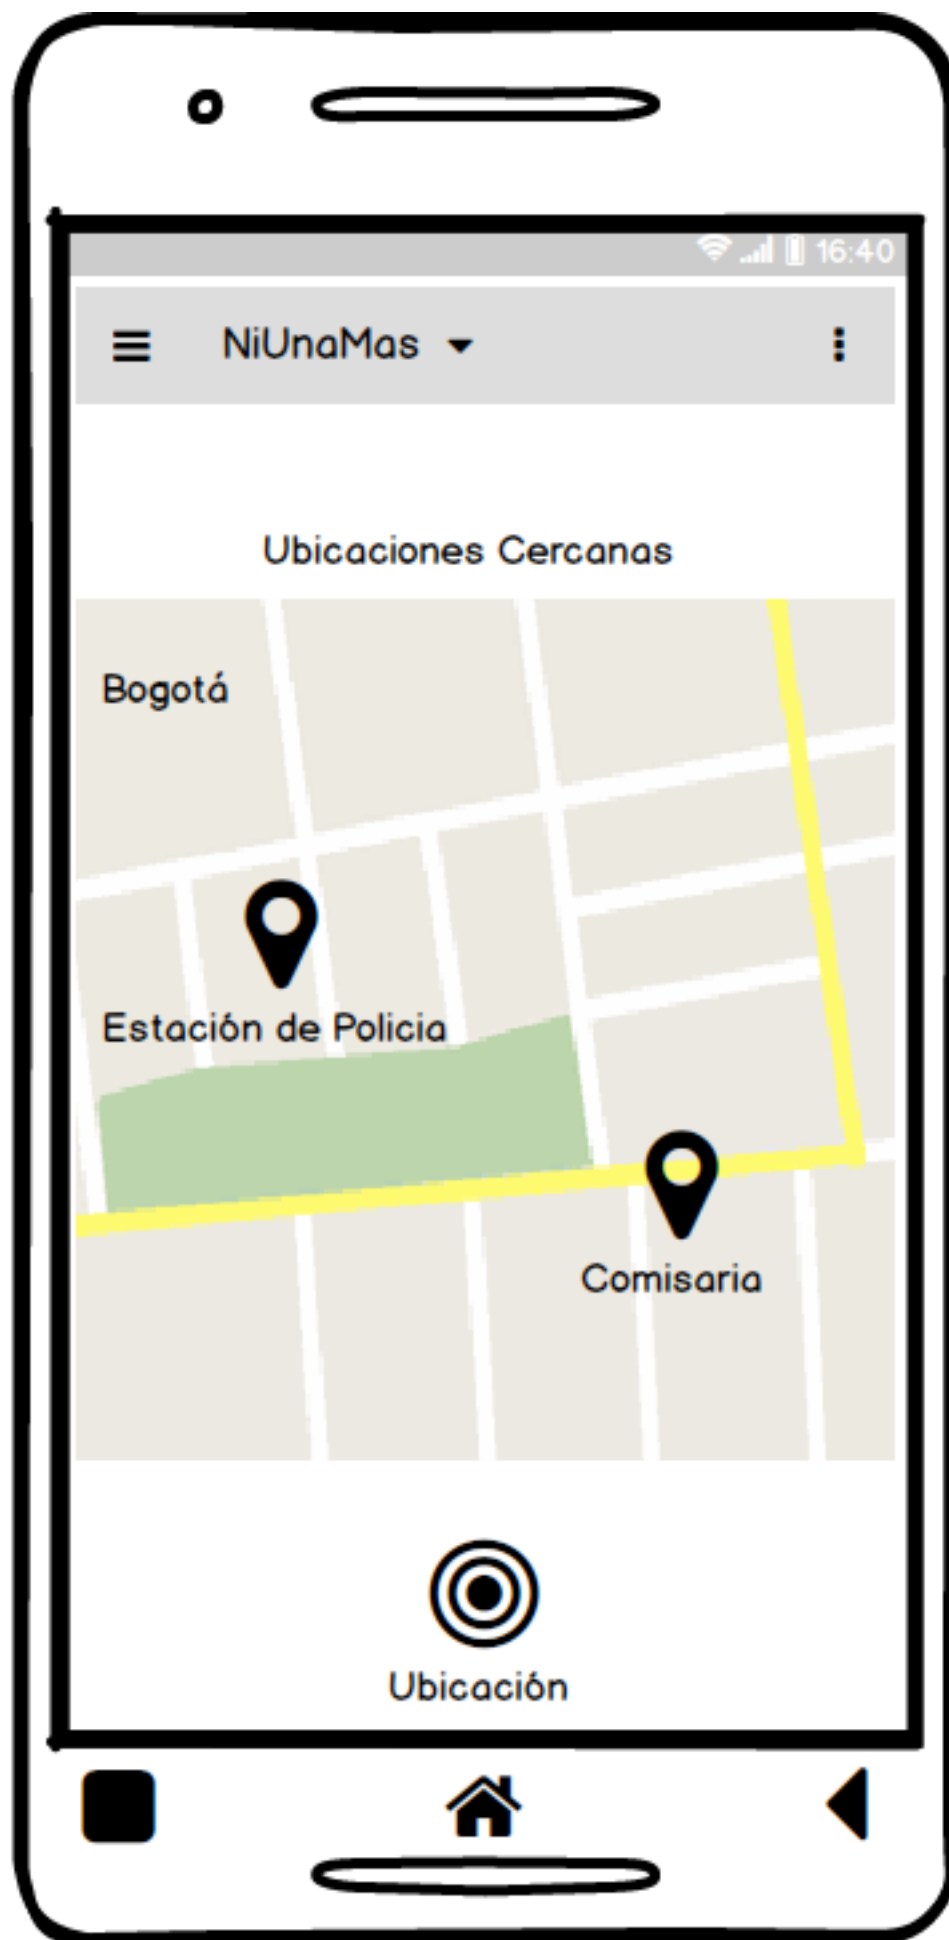 16:40
NiUnaMas
Ubicaciones Cercanas
Bogotá
Estación de Policia
Comisaria
Ubicación